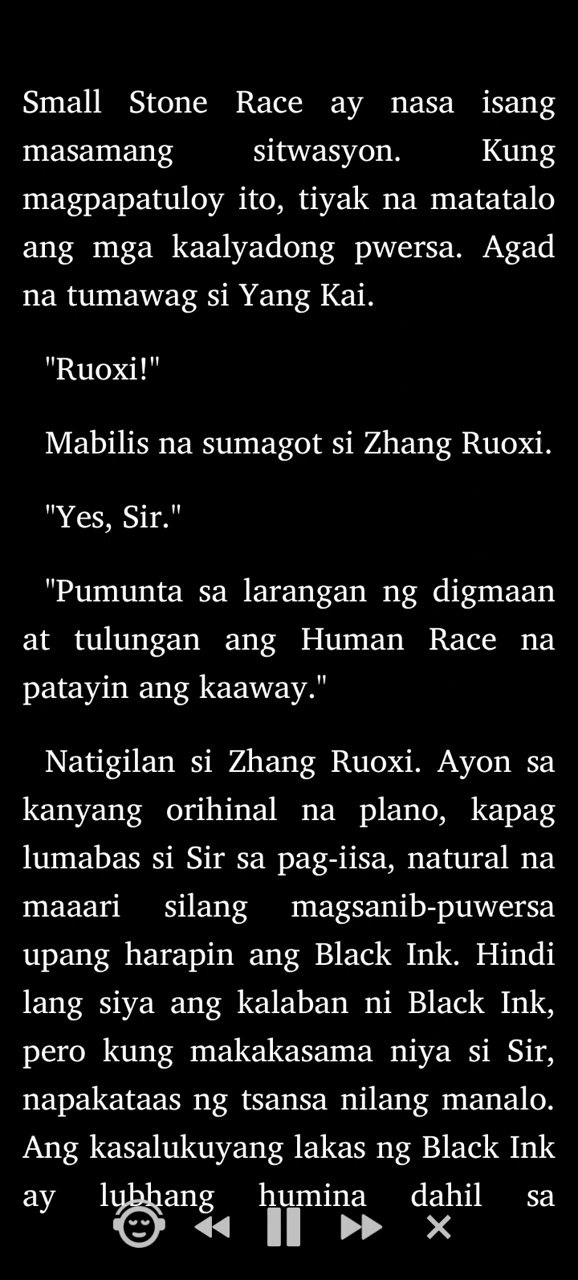 Small Stone Race ay nasa isang
masamang sitwasyon. Kung
magpapatuloy ito, tiyak na matatalo
ang mga kaalyadong pwersa. Agad
na tumawag si Yang Kai.
"Ruoxi!"
Mabilis na sumagot si Zhang Ruoxi.
"Yes, Sir."
"Pumunta sa larangan ng digmaan
at tulungan ang Human Race na
patayin ang kaaway."
Natigilan si Zhang Ruoxi. Ayon sa
kanyang orihinal na plano, kapag
lumabas si Sir sa pag-iisa, natural na
maaari silang magsanib-puwersa
upang harapin ang Black Ink. Hindi
lang siya ang kalaban ni Black Ink,
pero kung makakasama niya si Sir,
napakataas ng tsansa nilang manalo.
Ang kasalukuyang lakas ng Black Ink
ay lubhang humina dahil sa